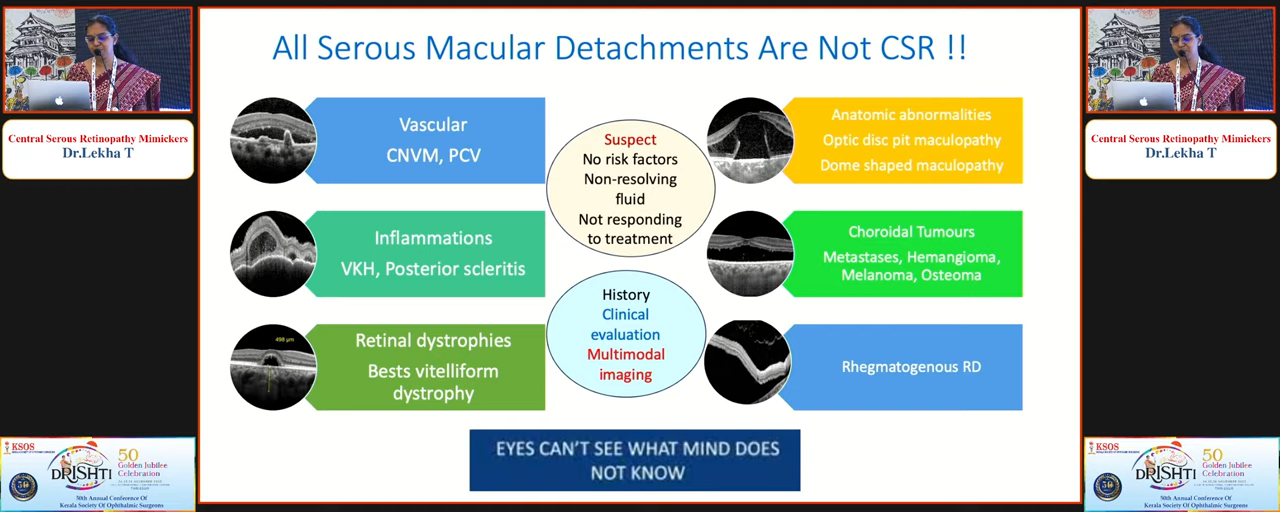 All Serous Macular Detachments Are Not CSR !!
Vascular
CNVM, PCV
Inflammations
VKH, Posterior scleritis
498 μm
Retinal dystrophies
Bests vitelliform
dystrophy
Suspect
No risk factors
Non-resolving
fluid
Not responding
to treatment
History
Clinical
evaluation
Multimodal
imaging
Anatomic abnormalities
Optic disc pit maculopathy
Dome shaped maculopathy
Choroidal Tumours
Metastases, Hemangioma,
Melanoma, Osteoma
Rhegmatogenous RD
EYES CAN'T SEE WHAT MIND DOES
NOT KNOW
Central Serous Retinopathy Mimickers
Dr.Lekha T
KSOS
DRISHTI
50
Golden Jubilee
Celebration
50th Annual Conference Of
Kerala Society Of Ophthalmic Surgeons
Central Serous Retinopathy Mimickers
Dr.Lekha T
KSOS
DRISHTI
50
Golden Jubilee
Celebration
50th Annual Conference Of
Kerala Society Of Ophthalmic Surgeons